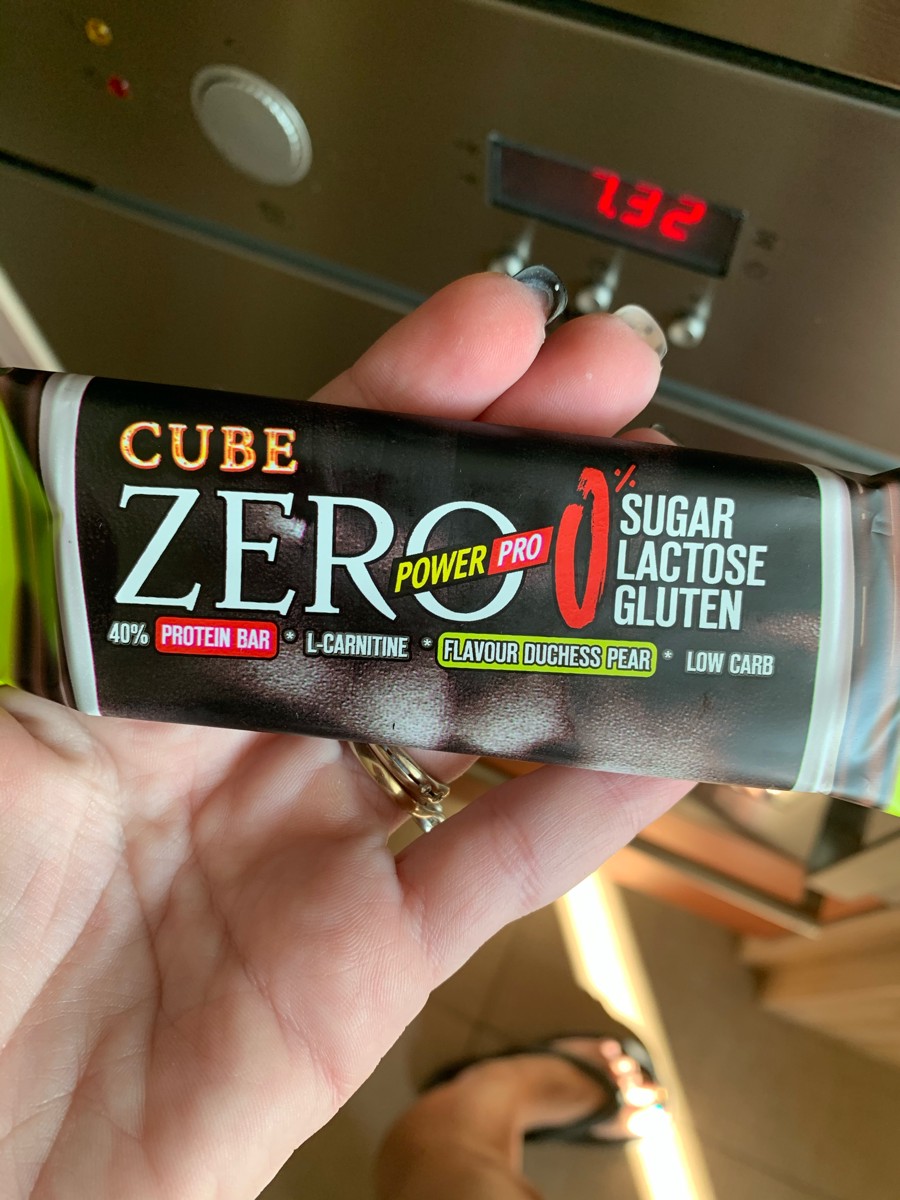 7.32
CUBE
ZERO POWER PRO
0% SUGAR
LACTOSE
GLUTEN
40% PROTEIN BAR * L-CARNITINE * FLAVOUR DUCHESS PEAR * LOW CARB